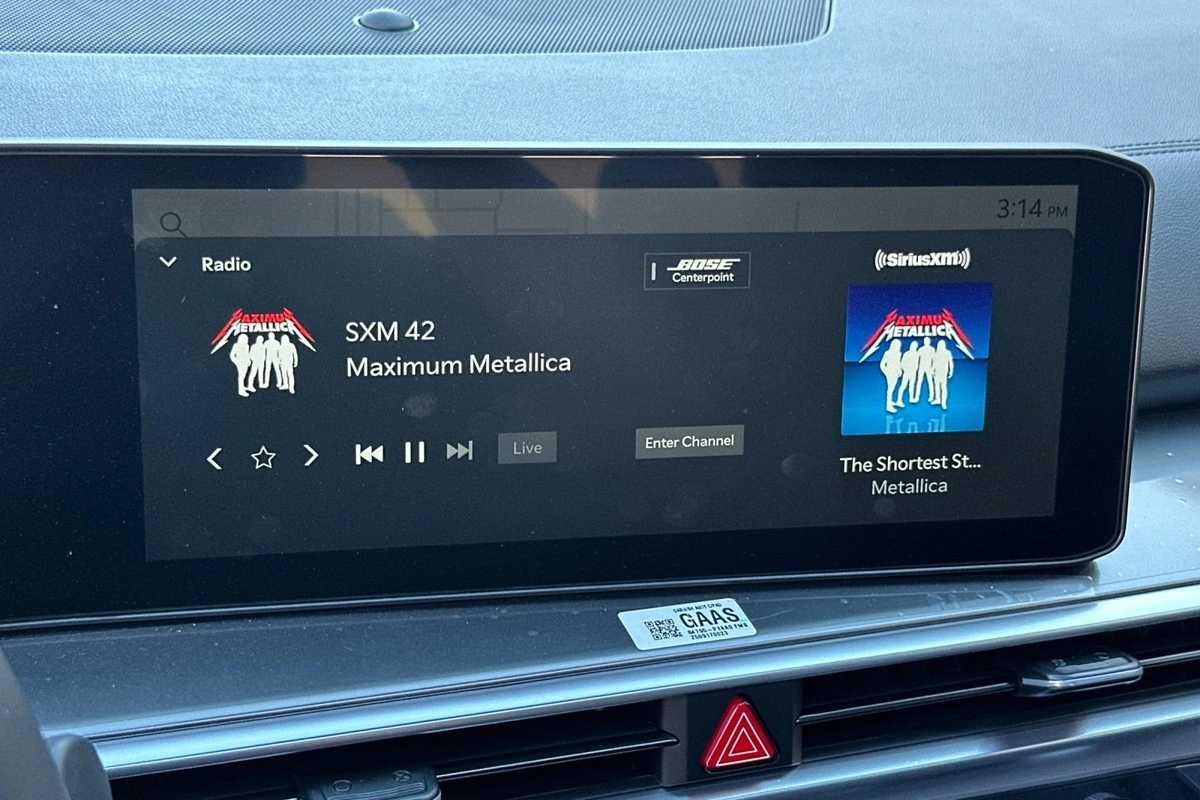 3:14 PM
Radio
BOSE
Centerpoint
SiriusXM
MAXIMUM
METALLICA
SXM 42
Maximum Metallica
MAXIMUM
METALLICA
Live
Enter Channel
The Shortest St...
Metallica
GAAS